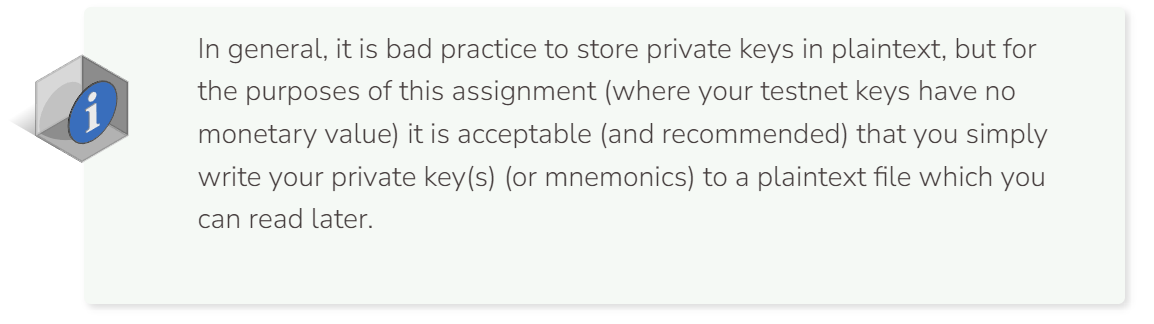 In general, it is bad practice to store private keys in plaintext, but for
the purposes of this assignment (where your testnet keys have no
monetary value) it is acceptable (and recommended) that you simply
write your private key(s) (or mnemonics) to a plaintext file which you
can read later.